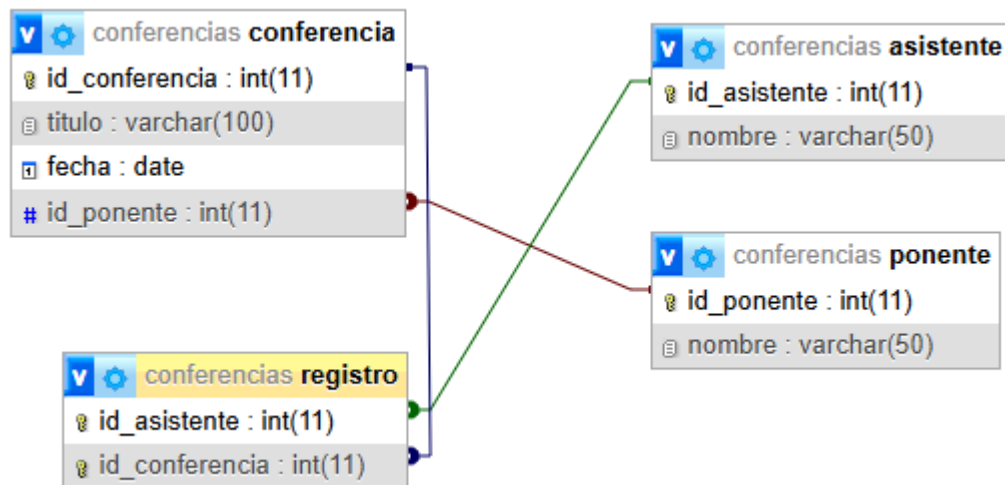 v conferencias conferencia
id_conferencia : int(11)
titulo : varchar(100)
1 fecha : date
# id_ponente : int(11)
v conferencias asistente
id_asistente : int(11)
nombre : varchar(50)
v conferencias ponente
id_ponente : int(11)
nombre : varchar(50)
v conferencias registro
id_asistente : int(11)
id_conferencia : int(11)